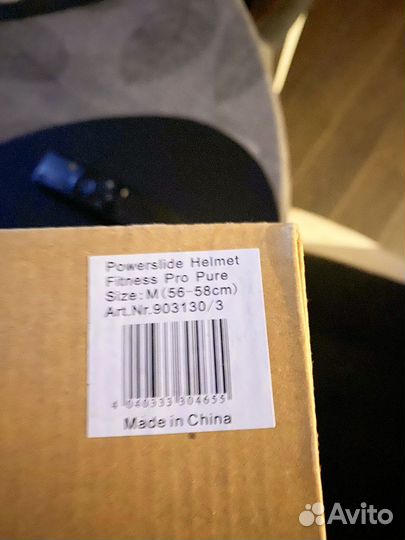 Powerslide Helmet
Fitness Pro Pure
Size: M(56-58cm)
Art.Nr.903130/3
4 040333 304655
Made in China
Avito